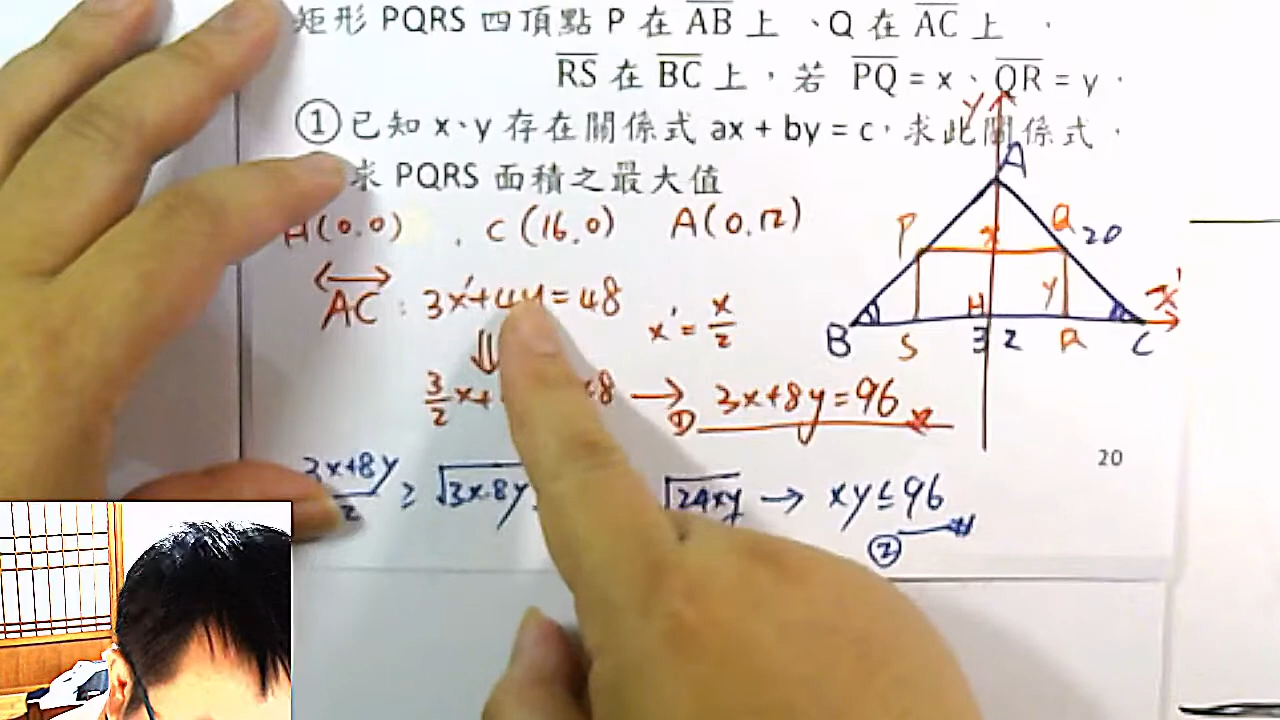 矩形 PQRS 四頂點 P 在 AB 上、Q 在 AC 上，
RS 在 BC 上，若 PQ = x、QR = y，
①已知 x、y 存在關係式 ax + by = c，求此關係式，
求 PQRS 面積之最大值
H(0,0) , C(16,0) A(0,12)
AC : 3x'+4y=48 x'=x/2
3/2x+ 8 → ① 3x+8y=96
3x+8y/2 ≥ √3x·8y √24xy → xy≤96
②
Y
A
P x Q 20
H y x'
B S 32 R C
20